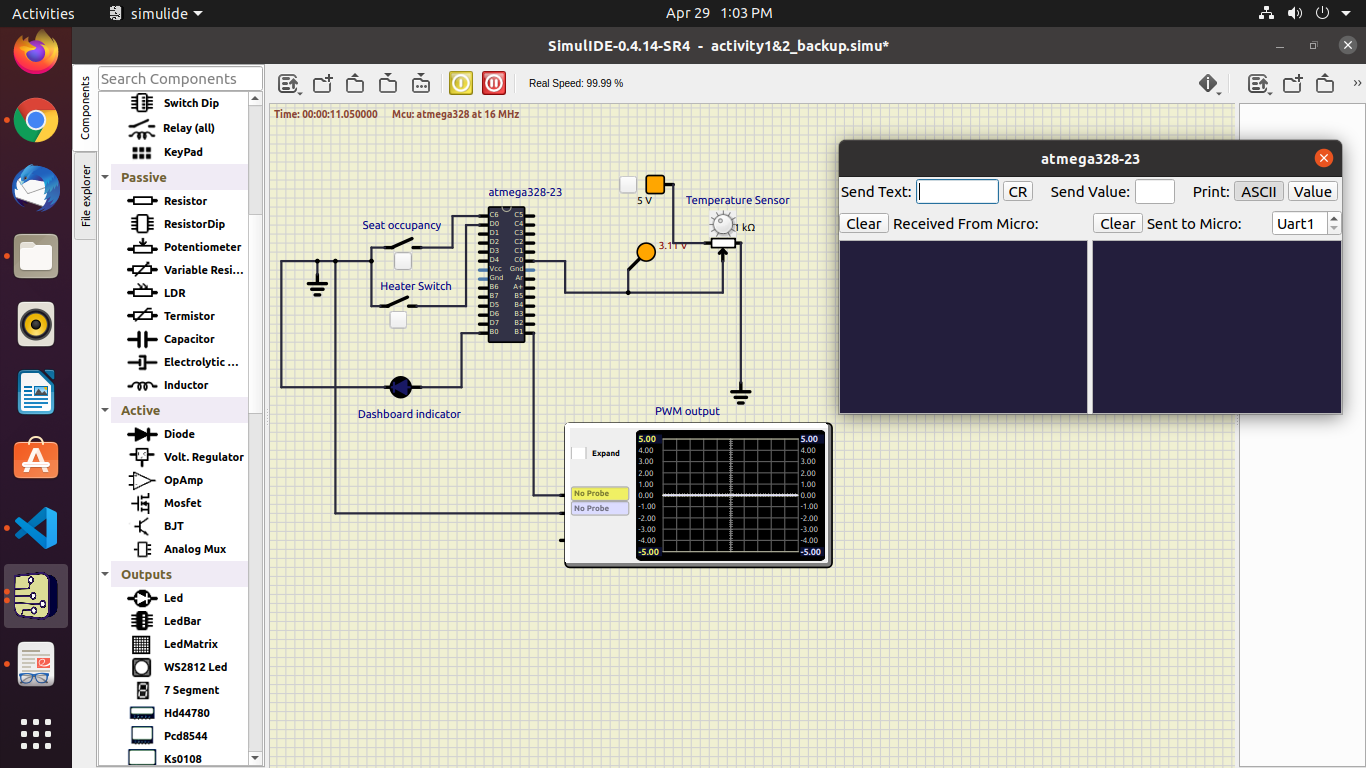 Activities
simulide
Apr 29 1:03 PM
SimulIDE-0.4.14-SR4 - activity1&2_backup.simu*
Components
File explorer
Search Components
Switch Dip
Relay (all)
KeyPad
Passive
Resistor
ResistorDip
Potentiometer
Variable Resi...
LDR
Termistor
Capacitor
Electrolytic ...
Inductor
Active
Diode
Volt. Regulator
OpAmp
Mosfet
BJT
Analog Mux
Outputs
Led
LedBar
LedMatrix
WS2812 Led
7 Segment
Hd44780
Pcd8544
Ks0108
Real Speed: 99.99 %
»
Time: 00:00:11.050000 Mcu: atmega328 at 16 MHz
atmega328-23
C6 C5
D0 C4
D1 C3
D2 C2
D3 C1
D4 C0
Vcc Gnd
Gnd Ar
B6 A+
B7 B5
D5 B4
D6 B3
D7 B2
B0 B1
Seat occupancy
Heater Switch
Dashboard indicator
5 V
Temperature Sensor
1 kΩ
3.11 V
PWM output
Expand
No Probe
No Probe
5.00 5.00
4.00 4.00
3.00 3.00
2.00 2.00
1.00 1.00
0.00 0.00
-1.00 -1.00
-2.00 -2.00
-3.00 -3.00
-4.00 -4.00
-5.00 -5.00
atmega328-23
Send Text: CR Send Value: Print: ASCII Value
Clear Received From Micro: Clear Sent to Micro: Uart1